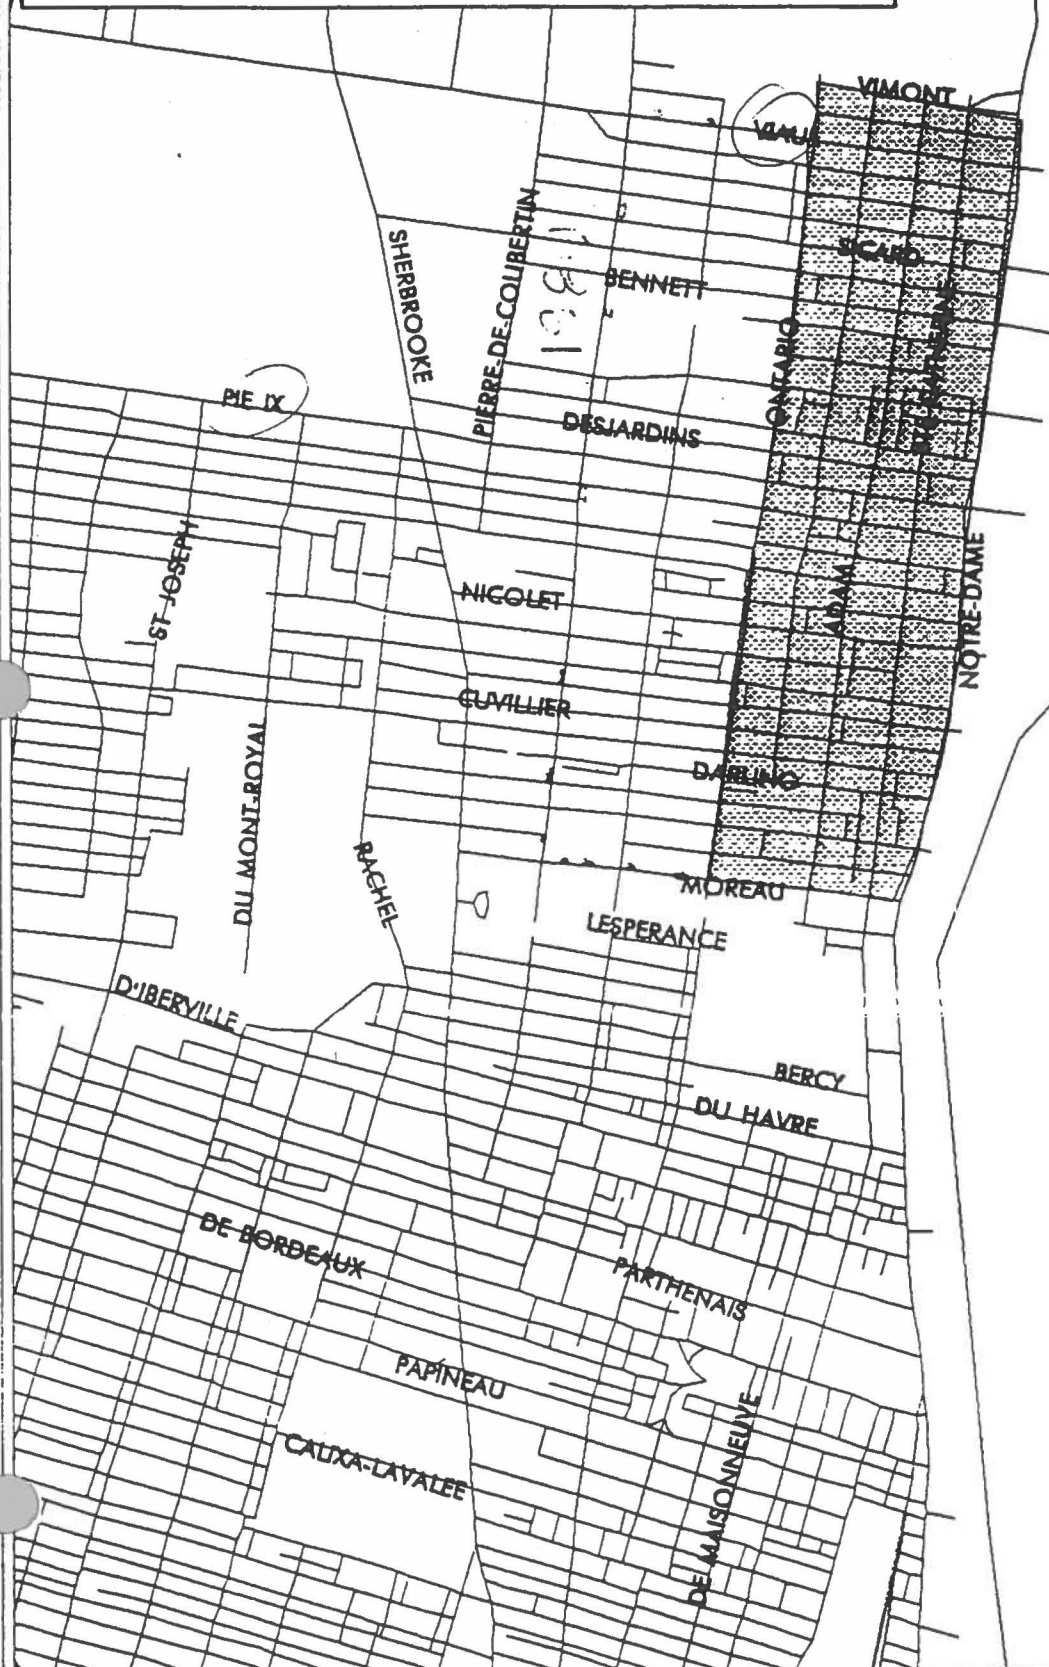 VIMONT
VIAU
SHERBROOKE
PIERRE-DE-COUBERTIN
SICARD
BENNETT
ONTARIO
STE CATHERINE
PIE IX
DESJARDINS
ST JOSEPH
NICOLET
ADAM
NOTRE-DAME
CUVILLIER
DU MONT-ROYAL
DARLING
RACHEL
MOREAU
LESPERANCE
D'IBERVILLE
BERCY
DU HAVRE
DE BORDEAUX
PARTHENAIS
PAPINEAU
DE MAISONNEUVE
CALIXA-LAVALEE